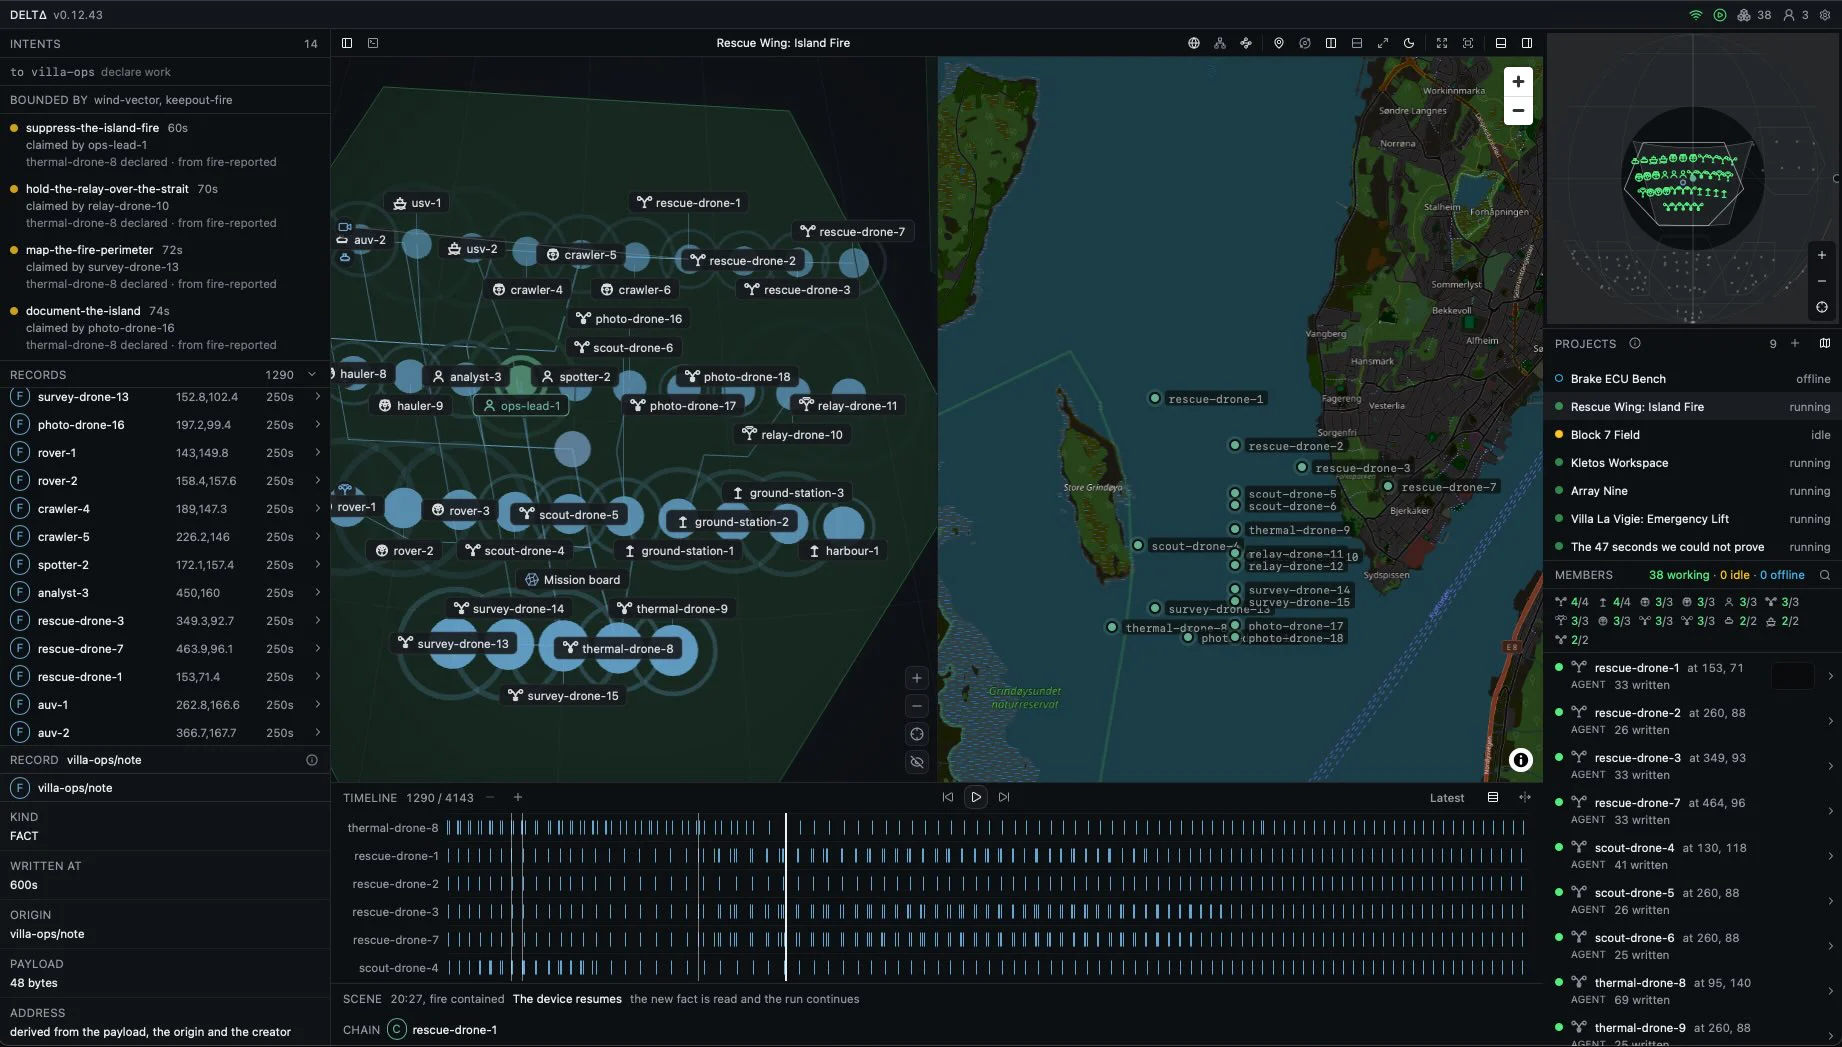 DELTA v0.12.43
38
3
INTENTS 14
to villa-ops declare work
BOUNDED BY wind-vector, keepout-fire
suppress-the-island-fire 60s
claimed by ops-lead-1
thermal-drone-8 declared · from fire-reported
hold-the-relay-over-the-strait 70s
claimed by relay-drone-10
thermal-drone-8 declared · from fire-reported
map-the-fire-perimeter 72s
claimed by survey-drone-13
thermal-drone-8 declared · from fire-reported
document-the-island 74s
claimed by photo-drone-16
thermal-drone-8 declared · from fire-reported
RECORDS 1290
F survey-drone-13 152.8,102.4 250s
F photo-drone-16 197.2,99.4 250s
F rover-1 143,149.8 250s
F rover-2 158.4,157.6 250s
F crawler-4 189,147.3 250s
F crawler-5 226.2,146 250s
F spotter-2 172.1,157.4 250s
F analyst-3 450,160 250s
F rescue-drone-3 349.3,92.7 250s
F rescue-drone-7 463.9,96.1 250s
F rescue-drone-1 153,71.4 250s
F auv-1 262.8,166.6 250s
F auv-2 366.7,167.7 250s
RECORD villa-ops/note
F villa-ops/note
KIND
FACT
WRITTEN AT
600s
ORIGIN
villa-ops/note
PAYLOAD
48 bytes
ADDRESS
derived from the payload, the origin and the creator
Rescue Wing: Island Fire
usv-1
rescue-drone-1
auv-2
usv-2
rescue-drone-7
crawler-5
rescue-drone-2
crawler-4
crawler-6
rescue-drone-3
photo-drone-16
scout-drone-6
hauler-8
analyst-3
spotter-2
photo-drone-18
hauler-9
ops-lead-1
photo-drone-17
relay-drone-11
relay-drone-10
ground-station-3
rover-1
rover-3
scout-drone-5
ground-station-2
rover-2
scout-drone-4
ground-station-1
harbour-1
Mission board
survey-drone-14
thermal-drone-9
survey-drone-13
thermal-drone-8
survey-drone-15
+
−
Workinnmarka
Søndre Langnes
Norrøna
Stalheim
Forhåpningen
Sommerlyst
Bekkevoll
Vangberg
Alfheim
Hansmark
Fagereng
Vesterlia
Sorgenfri
Bjerkaker
Sydspissen
Store Grindøya
Grindøysundet
naturreservat
E8
rescue-drone-1
rescue-drone-2
rescue-drone-3
rescue-drone-7
scout-drone-5
scout-drone-6
thermal-drone-9
scout-drone-4
relay-drone-11
10
relay-drone-12
survey-drone-14
survey-drone-15
survey-drone-13
thermal-drone-8
photo-drone-17
photo-drone-18
TIMELINE 1290 / 4143 − +
Latest
thermal-drone-8
rescue-drone-1
rescue-drone-2
rescue-drone-3
rescue-drone-7
scout-drone-4
SCENE 20:27, fire contained The device resumes the new fact is read and the run continues
CHAIN C rescue-drone-1
PROJECTS 9 +
Brake ECU Bench offline
Rescue Wing: Island Fire running
Block 7 Field idle
Kletos Workspace running
Array Nine running
Villa La Vigie: Emergency Lift running
The 47 seconds we could not prove running
MEMBERS 38 working · 0 idle · 0 offline
4/4 4/4 3/3 3/3 3/3 3/3
3/3 3/3 3/3 3/3 2/2 2/2
2/2
rescue-drone-1 at 153, 71
AGENT 33 written
rescue-drone-2 at 260, 88
AGENT 26 written
rescue-drone-3 at 349, 93
AGENT 33 written
rescue-drone-7 at 464, 96
AGENT 33 written
scout-drone-4 at 130, 118
AGENT 41 written
scout-drone-5 at 260, 88
AGENT 26 written
scout-drone-6 at 260, 88
AGENT 25 written
thermal-drone-8 at 95, 140
AGENT 69 written
thermal-drone-9 at 260, 88
AGENT 25 written